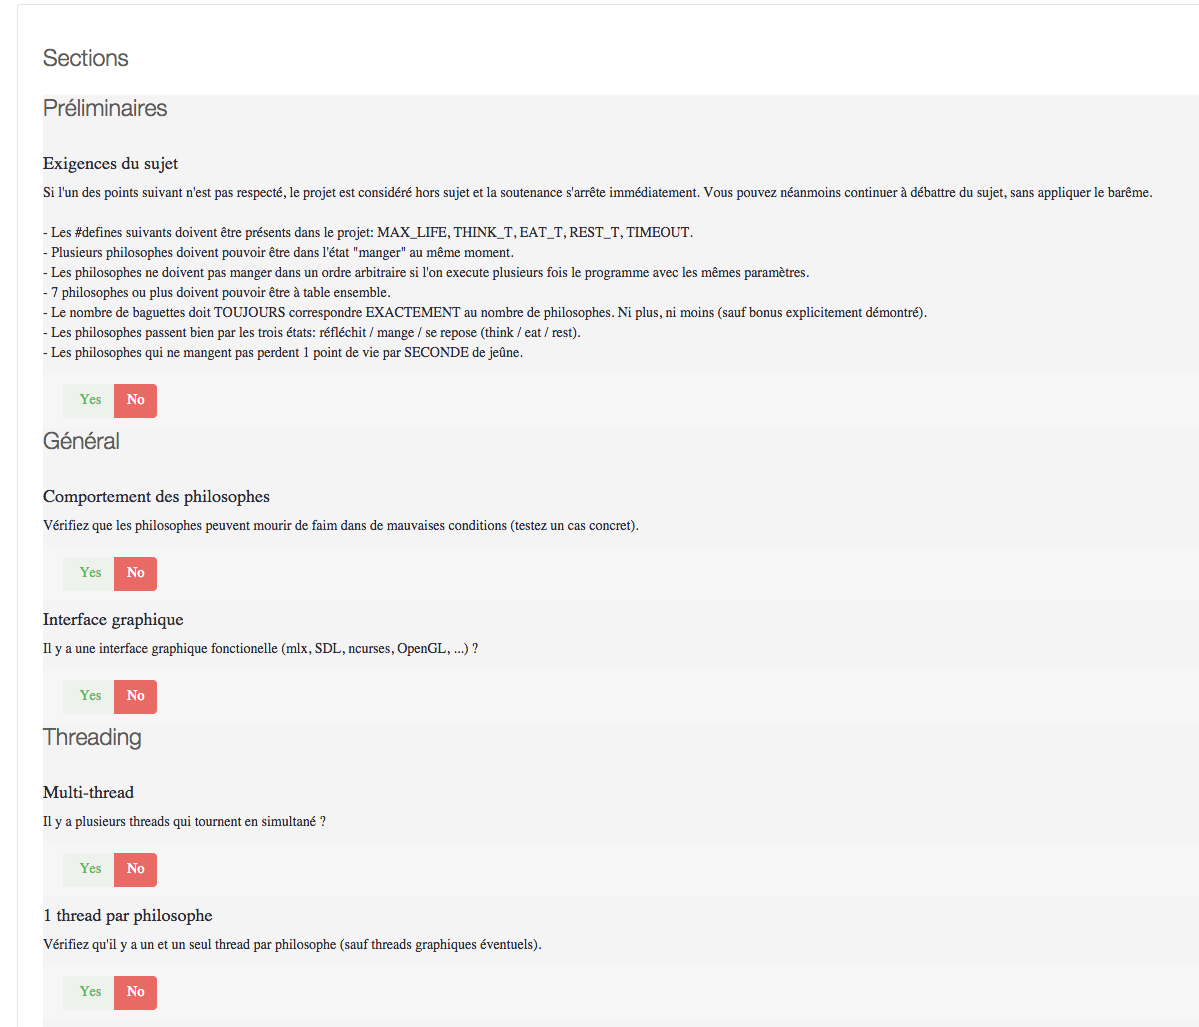 Sections
Préliminaires
Exigences du sujet
Si l'un des points suivant n'est pas respecté, le projet est considéré hors sujet et la soutenance s'arrête immédiatement. Vous pouvez néanmoins continuer à débattre du sujet, sans appliquer le barême.
- Les #defines suivants doivent être présents dans le projet: MAX_LIFE, THINK_T, EAT_T, REST_T, TIMEOUT.
- Plusieurs philosophes doivent pouvoir être dans l'état "manger" au même moment.
- Les philosophes ne doivent pas manger dans un ordre arbitraire si l'on execute plusieurs fois le programme avec les mêmes paramètres.
- 7 philosophes ou plus doivent pouvoir être à table ensemble.
- Le nombre de baguettes doit TOUJOURS correspondre EXACTEMENT au nombre de philosophes. Ni plus, ni moins (sauf bonus explicitement démontré).
- Les philosophes passent bien par les trois états: réfléchit / mange / se repose (think / eat / rest).
- Les philosophes qui ne mangent pas perdent 1 point de vie par SECONDE de jeûne.
Yes No
Général
Comportement des philosophes
Vérifiez que les philosophes peuvent mourir de faim dans de mauvaises conditions (testez un cas concret).
Yes No
Interface graphique
Il y a une interface graphique fonctionelle (mlx, SDL, ncurses, OpenGL, ...) ?
Yes No
Threading
Multi-thread
Il y a plusieurs threads qui tournent en simultané ?
Yes No
1 thread par philosophe
Vérifiez qu'il y a un et un seul thread par philosophe (sauf threads graphiques éventuels).
Yes No